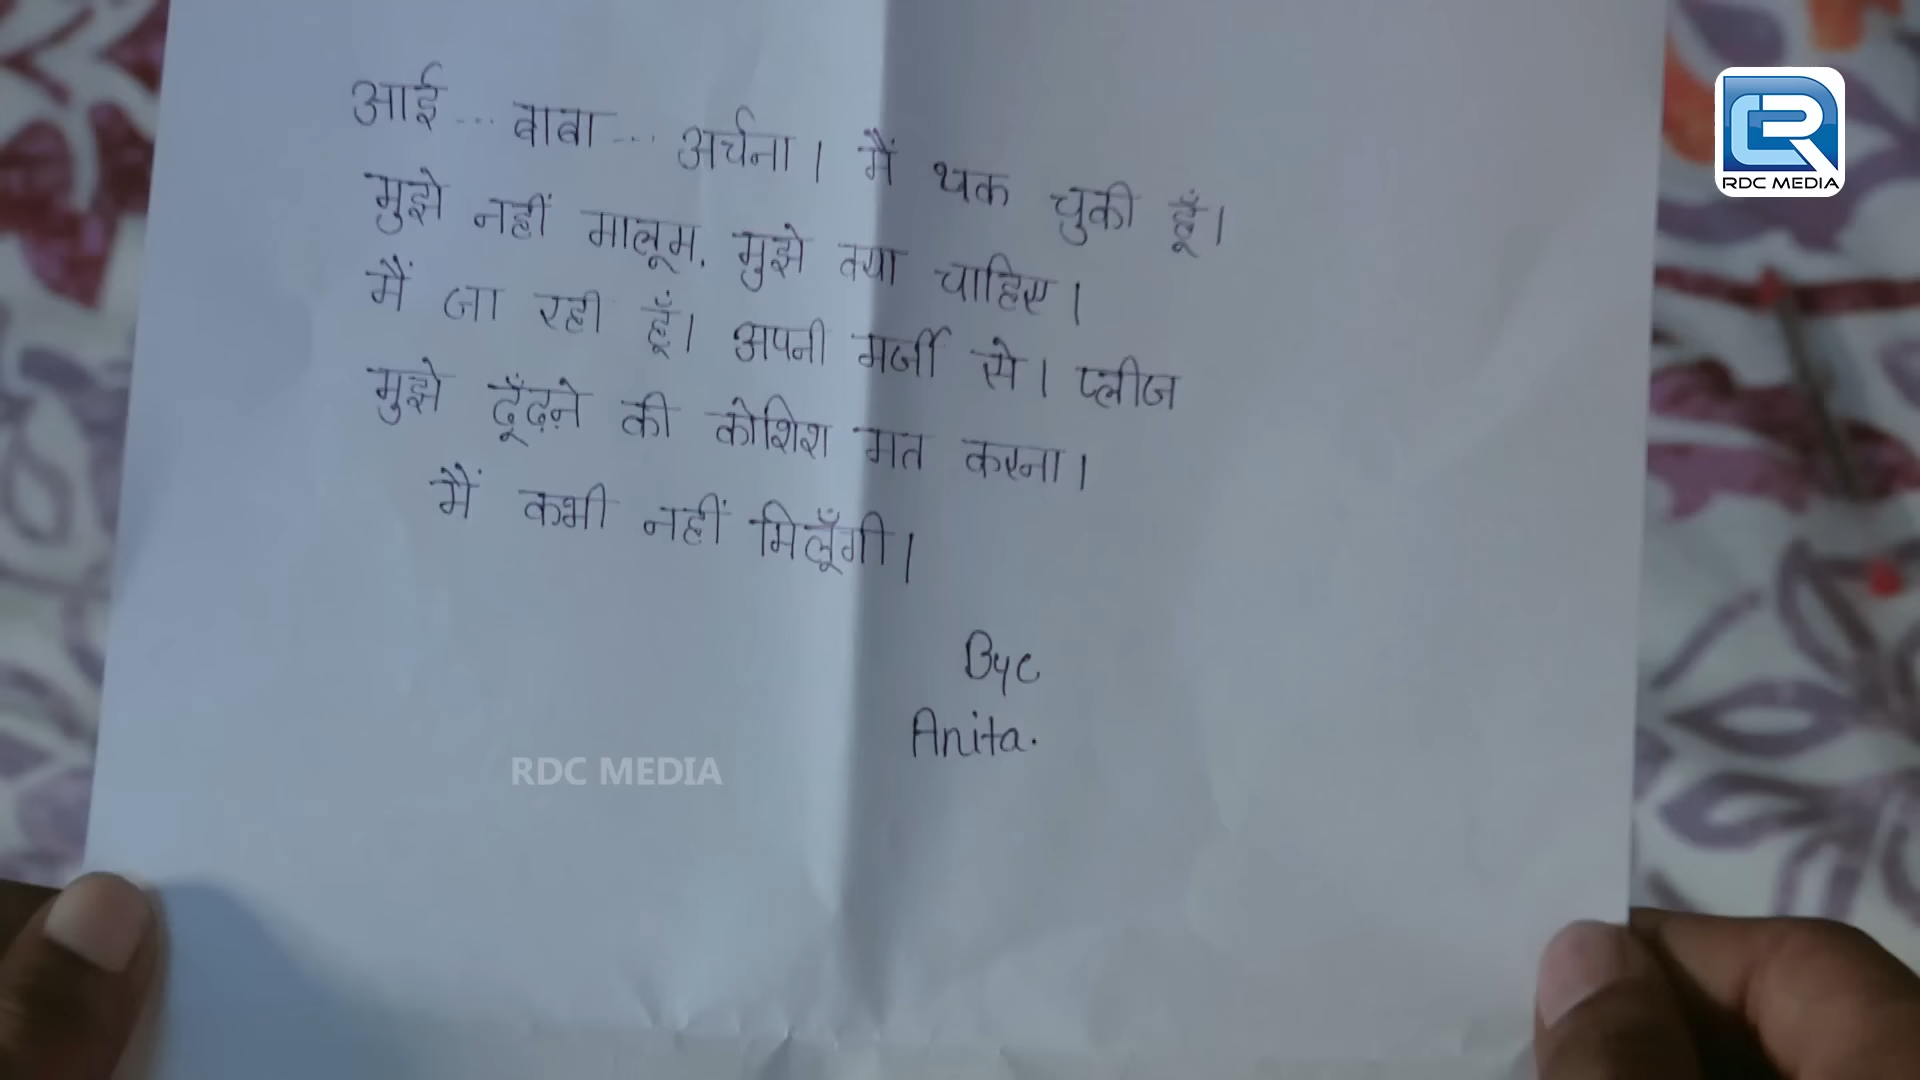 आई ... बाबा ... अर्चना। मैं थक चुकी हूँ।
मुझे नहीं मालूम, मुझे क्या चाहिए।
मैं जा रही हूँ। अपनी मर्जी से। प्लीज
मुझे ढूँढ़ने की कोशिश मत करना।
मैं कभी नहीं मिलूँगी।
Bye
Anita.
RDC MEDIA
RDC MEDIA